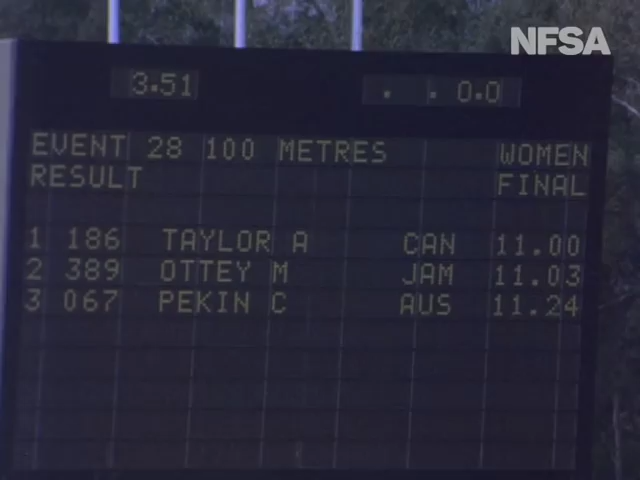 NFSA
3.51 . . 0.0
EVENT 28 100 METRES WOMEN
RESULT FINAL
1 186 TAYLOR A CAN 11.00
2 389 OTTEY M JAM 11.03
3 067 PEKIN C AUS 11.24